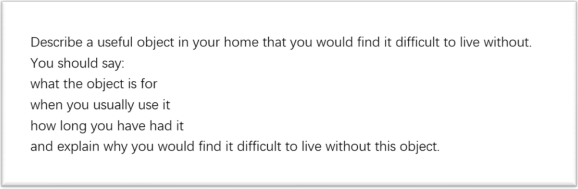 Describe a useful object in your home that you would find it difficult to live without.
You should say:
what the object is for
when you usually use it
how long you have had it
and explain why you would find it difficult to live without this object.